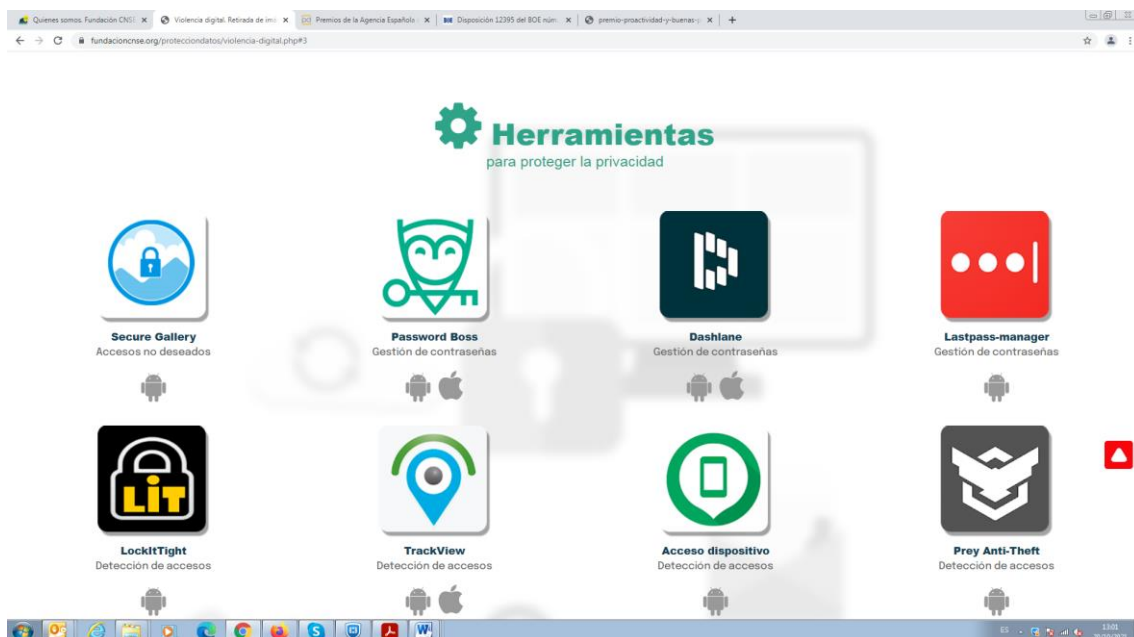 Quienes somos. Fundación CNSE
Violencia digital. Retirada de
Premios de la Agencia Española
Disposición 12395 del BOE núm.
premio-proactividad-y-buenas-
fundacioncnse.org/protecciondatos/violencia-digital.php#3
Herramientas
para proteger la privacidad
Secure Gallery
Accesos no deseados
Password Boss
Gestión de contraseñas
Dashlane
Gestión de contraseñas
Lastpass-manager
Gestión de contraseñas
LiT
LockItTight
Detección de accesos
TrackView
Detección de accesos
Acceso dispositivo
Detección de accesos
Prey Anti-Theft
Detección de accesos
ES
13:01